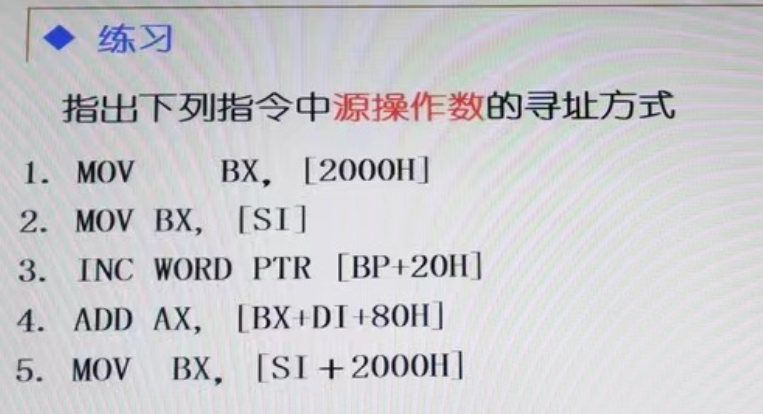 ◆ 练习
指出下列指令中源操作数的寻址方式
1. MOV BX, [2000H]
2. MOV BX, [SI]
3. INC WORD PTR [BP+20H]
4. ADD AX, [BX+DI+80H]
5. MOV BX, [SI+2000H]